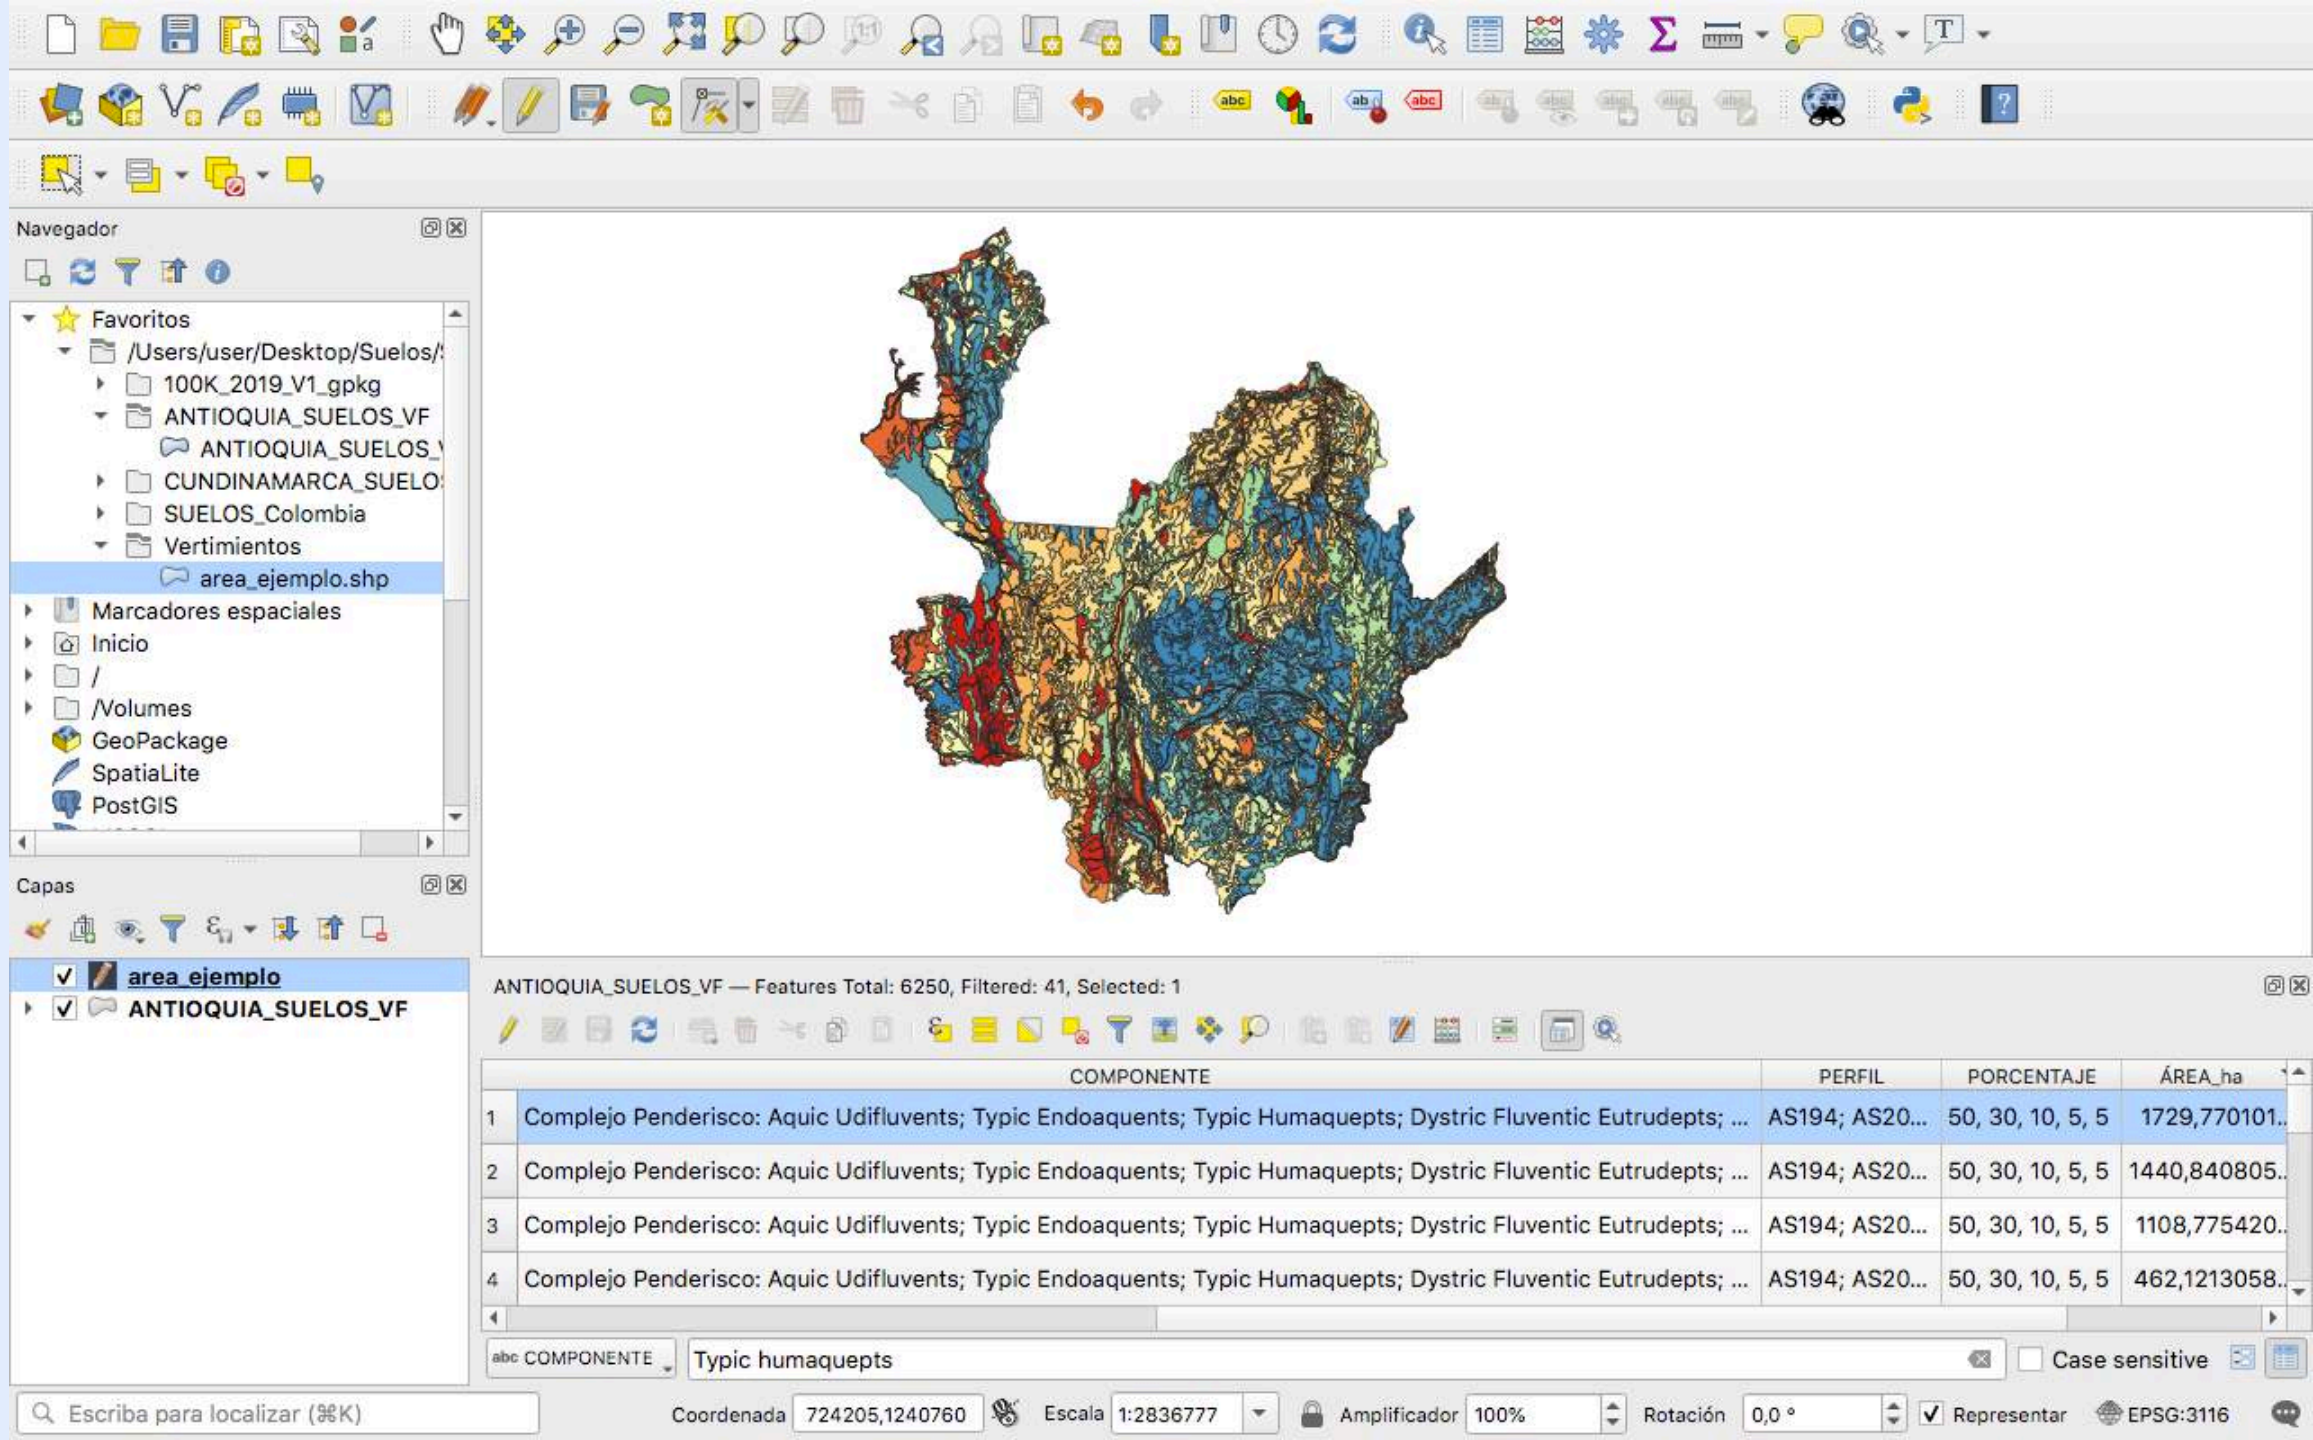 Navegador
Favoritos
/Users/user/Desktop/Suelos/
100K_2019_V1_gpkg
ANTIOQUIA_SUELOS_VF
ANTIOQUIA_SUELOS_
CUNDINAMARCA_SUELO
SUELOS_Colombia
Vertimientos
area_ejemplo.shp
Marcadores espaciales
Inicio
/
/Volumes
GeoPackage
SpatiaLite
PostGIS
Capas
area_ejemplo
ANTIOQUIA_SUELOS_VF
ANTIOQUIA_SUELOS_VF — Features Total: 6250, Filtered: 41, Selected: 1
COMPONENTE PERFIL PORCENTAJE ÁREA_ha
1 Complejo Penderisco: Aquic Udifluvents; Typic Endoaquents; Typic Humaquepts; Dystric Fluventic Eutrudepts; ... AS194; AS20... 50, 30, 10, 5, 5 1729,770101..
2 Complejo Penderisco: Aquic Udifluvents; Typic Endoaquents; Typic Humaquepts; Dystric Fluventic Eutrudepts; ... AS194; AS20... 50, 30, 10, 5, 5 1440,840805..
3 Complejo Penderisco: Aquic Udifluvents; Typic Endoaquents; Typic Humaquepts; Dystric Fluventic Eutrudepts; ... AS194; AS20... 50, 30, 10, 5, 5 1108,775420..
4 Complejo Penderisco: Aquic Udifluvents; Typic Endoaquents; Typic Humaquepts; Dystric Fluventic Eutrudepts; ... AS194; AS20... 50, 30, 10, 5, 5 462,1213058..
abc COMPONENTE Typic humaquepts Case sensitive
Escriba para localizar (⌘K) Coordenada 724205,1240760 Escala 1:2836777 Amplificador 100% Rotación 0,0 ° Representar EPSG:3116